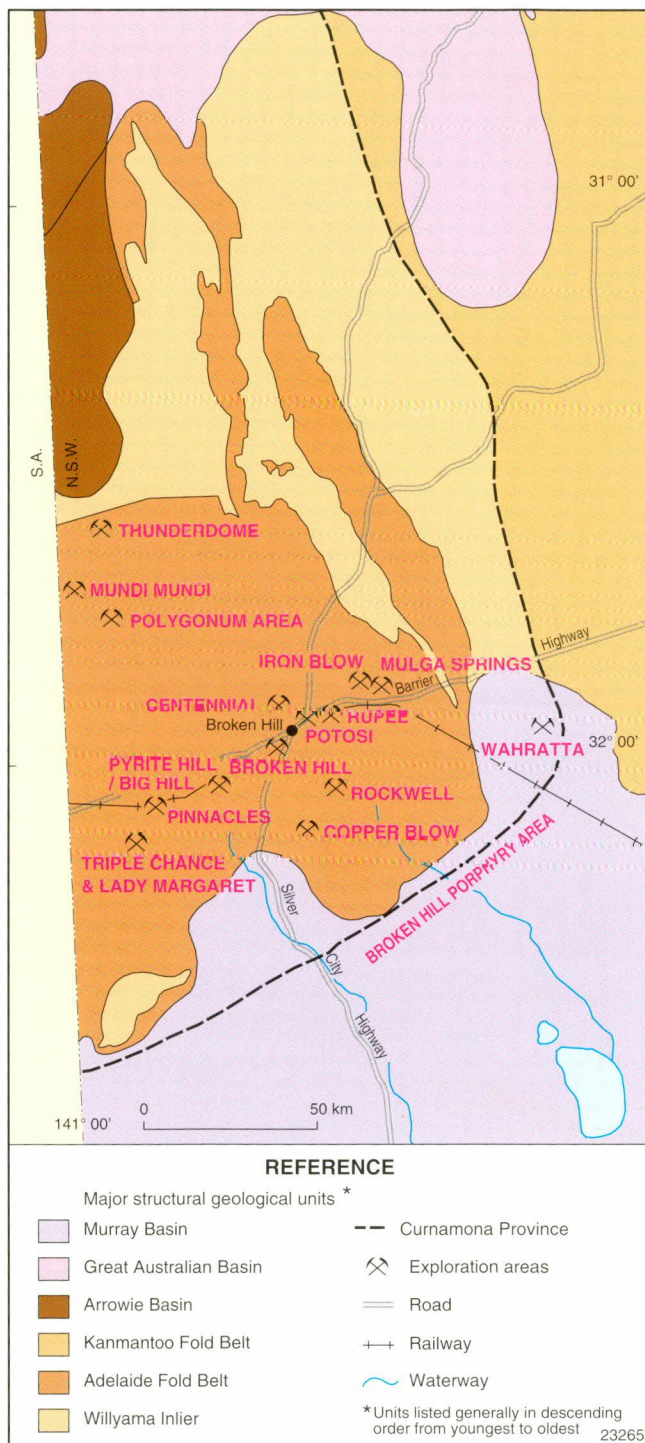 31° 00'
S.A.
N.S.W.
THUNDERDOME
MUNDI MUNDI
POLYGONUM AREA
Highway
IRON BLOW
MULGA SPRINGS
Barrier
CENTENNIAL
RUPEE
Broken Hill
POTOSI
32° 00'
WAHRATTA
PYRITE HILL
/ BIG HILL
BROKEN HILL
ROCKWELL
PINNACLES
COPPER BLOW
TRIPLE CHANCE
& LADY MARGARET
BROKEN HILL PORPHYRY AREA
Silver
City
Highway
141° 00'
0
50 km
REFERENCE
Major structural geological units *
Murray Basin
Curnamona Province
Great Australian Basin
Exploration areas
Arrowie Basin
Road
Kanmantoo Fold Belt
Railway
Adelaide Fold Belt
Waterway
Willyama Inlier
* Units listed generally in descending
order from youngest to oldest
23265